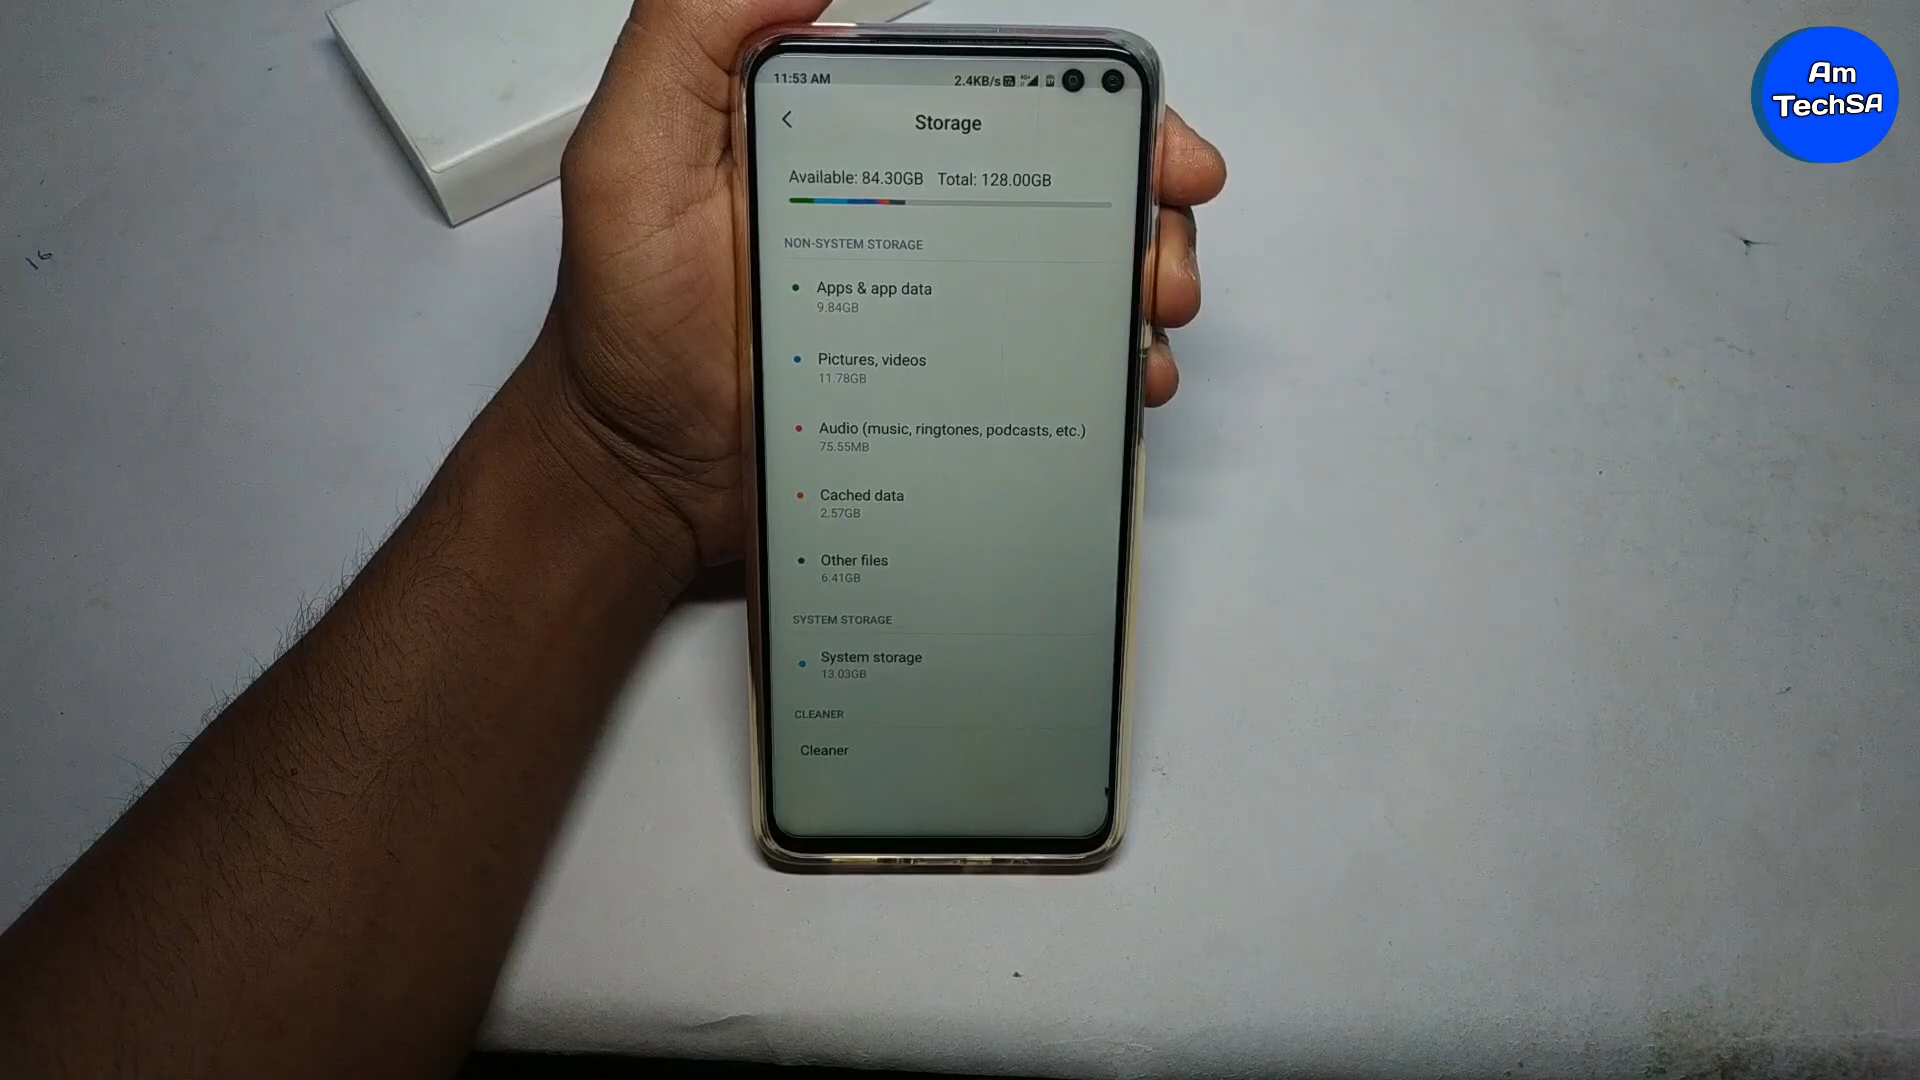 Am
TechSA
11:53 AM
2.4KB/s
Storage
Available: 84.30GB Total: 128.00GB
NON-SYSTEM STORAGE
Apps & app data
9.84GB
Pictures, videos
11.78GB
Audio (music, ringtones, podcasts, etc.)
75.55MB
Cached data
2.57GB
Other files
6.41GB
SYSTEM STORAGE
System storage
13.03GB
CLEANER
Cleaner
16